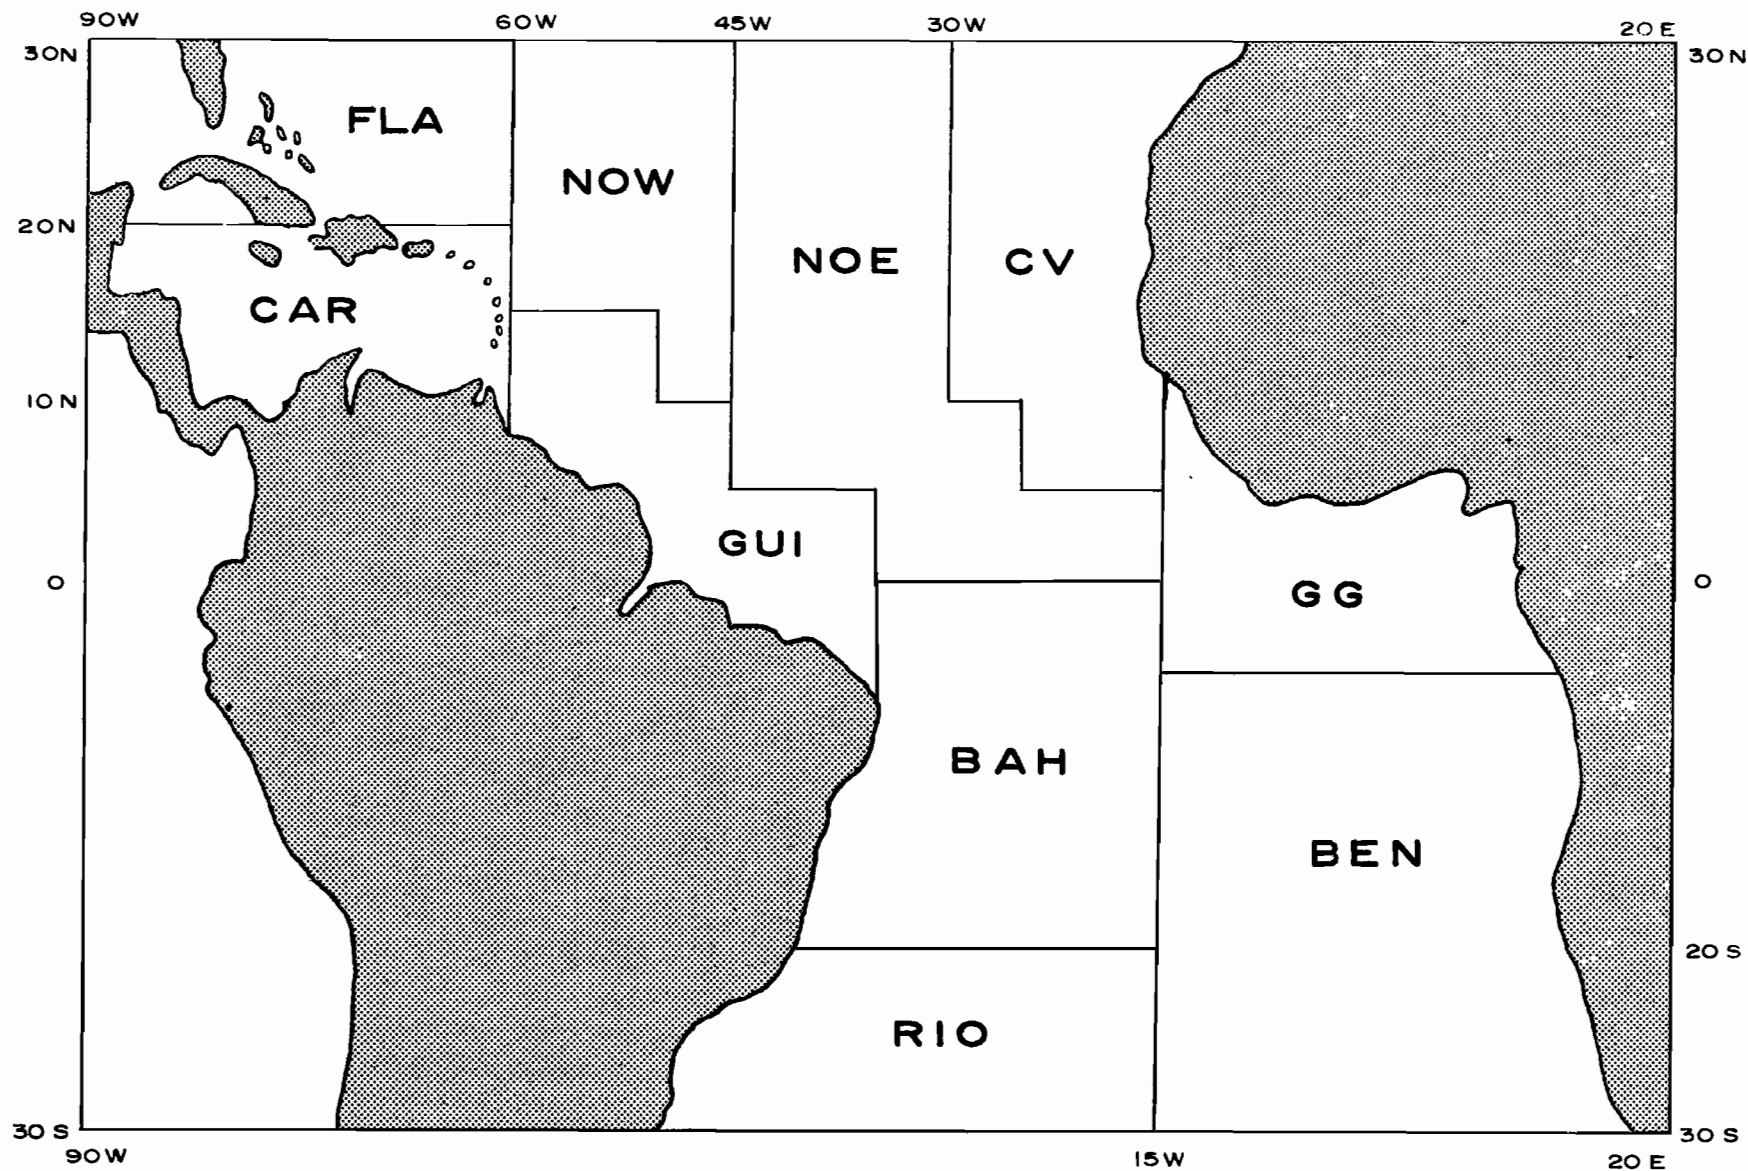 90W 60W 45W 30W 20E
30N 30N
FLA
NOW
20N
NOE CV
CAR
10N
GUI
0 0
GG
BAH
BEN
20S
RIO
30S 30S
90W 15W 20E